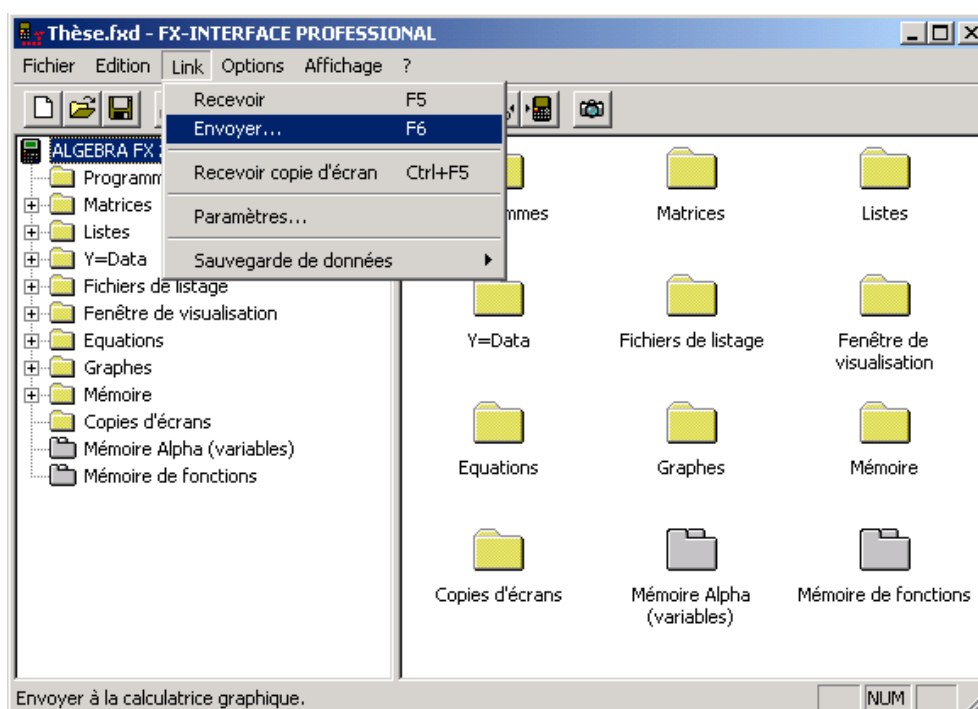 Thèse.fxd - FX-INTERFACE PROFESSIONAL
Fichier Edition Link Options Affichage ?
Recevoir F5
Envoyer... F6
Recevoir copie d'écran Ctrl+F5
Paramètres...
Sauvegarde de données
ALGEBRA FX
Programm
Matrices
Listes
Y=Data
Fichiers de listage
Fenêtre de visualisation
Equations
Graphes
Mémoire
Copies d'écrans
Mémoire Alpha (variables)
Mémoire de fonctions
mmes
Matrices
Listes
Y=Data
Fichiers de listage
Fenêtre de
visualisation
Equations
Graphes
Mémoire
Copies d'écrans
Mémoire Alpha
(variables)
Mémoire de fonctions
Envoyer à la calculatrice graphique.
NUM